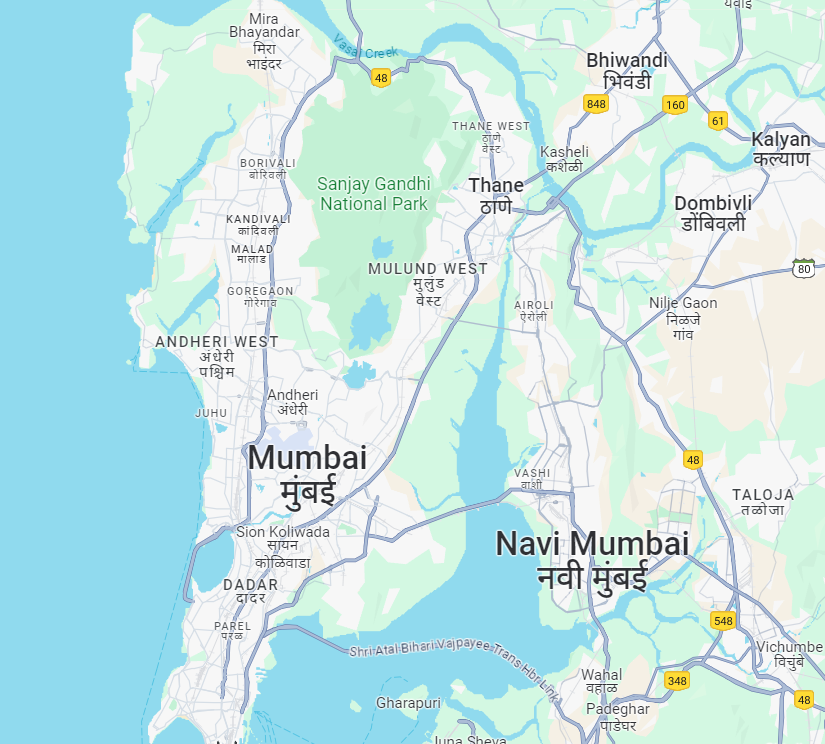 येवाई
Mira
Bhayandar
मिरा
भाइंदर
Vasai Creek
48
Bhiwandi
भिवंडी
848
160
61
THANE WEST
ठाणे
वेस्ट
Kasheli
कशेळी
Kalyan
कल्याण
BORIVALI
बोरिवली
Sanjay Gandhi
National Park
Thane
ठाणे
Dombivli
डोंबिवली
KANDIVALI
कांदिवली
MALAD
मालाड
MULUND WEST
मुलुंड
वेस्ट
80
GOREGAON
गोरेगाव
AIROLI
ऐरोली
Nilje Gaon
निळजे
गांव
ANDHERI WEST
अंधेरी
पश्चिम
Andheri
अंधेरी
JUHU
Mumbai
मुंबई
48
VASHI
वाशी
TALOJA
तळोजा
Sion Koliwada
सायन
कोळिवाडा
Navi Mumbai
नवी मुंबई
DADAR
दादर
PAREL
परळ
548
Shri Atal Bihari Vajpayee Trans Hbr Link
Vichumbe
विचुंबे
Wahal
वहाळ
348
48
Gharapuri
Padeghar
पाडेघर
Juna Sheva